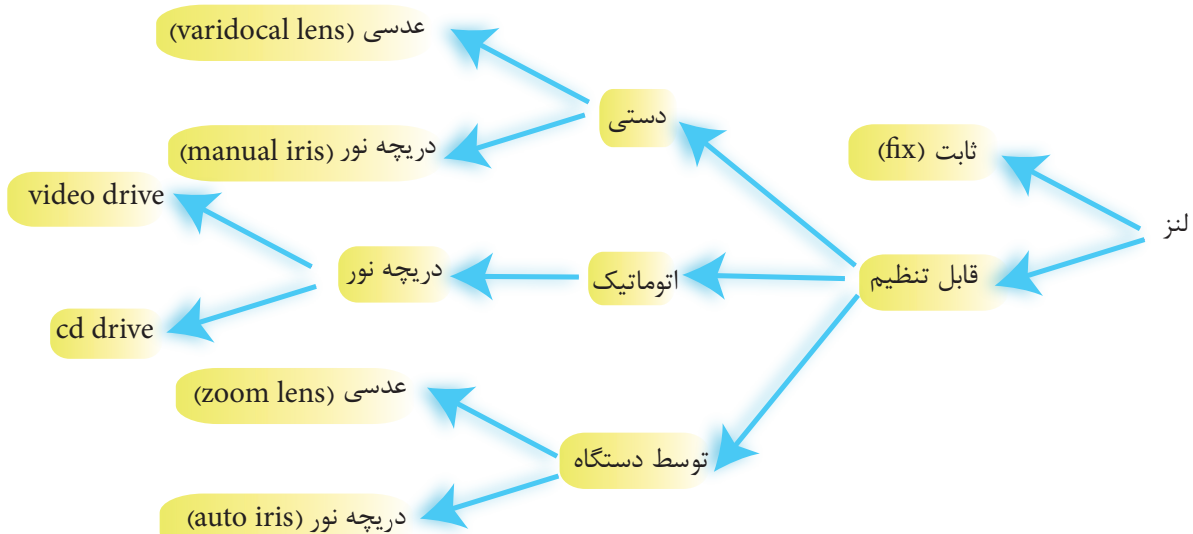 لنز
ثابت (fix)
قابل تنظیم
دستی
عدسی (varidocal lens)
دریچه نور (manual iris)
اتوماتیک
دریچه نور
video drive
cd drive
توسط دستگاه
عدسی (zoom lens)
دریچه نور (auto iris)